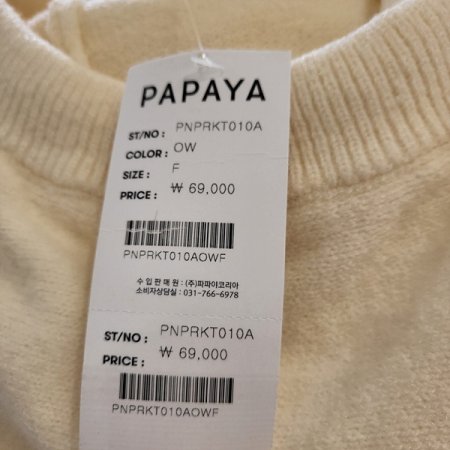 PAPAYA
ST/NO : PNPRKT010A
COLOR : OW
SIZE : F
PRICE : ₩ 69,000
PNPRKT010AOWF
수입판매원 : (주)파파야코리아
소비자상담실 : 031-766-6978
ST/NO : PNPRKT010A
PRICE : ₩ 69,000
PNPRKT010AOWF